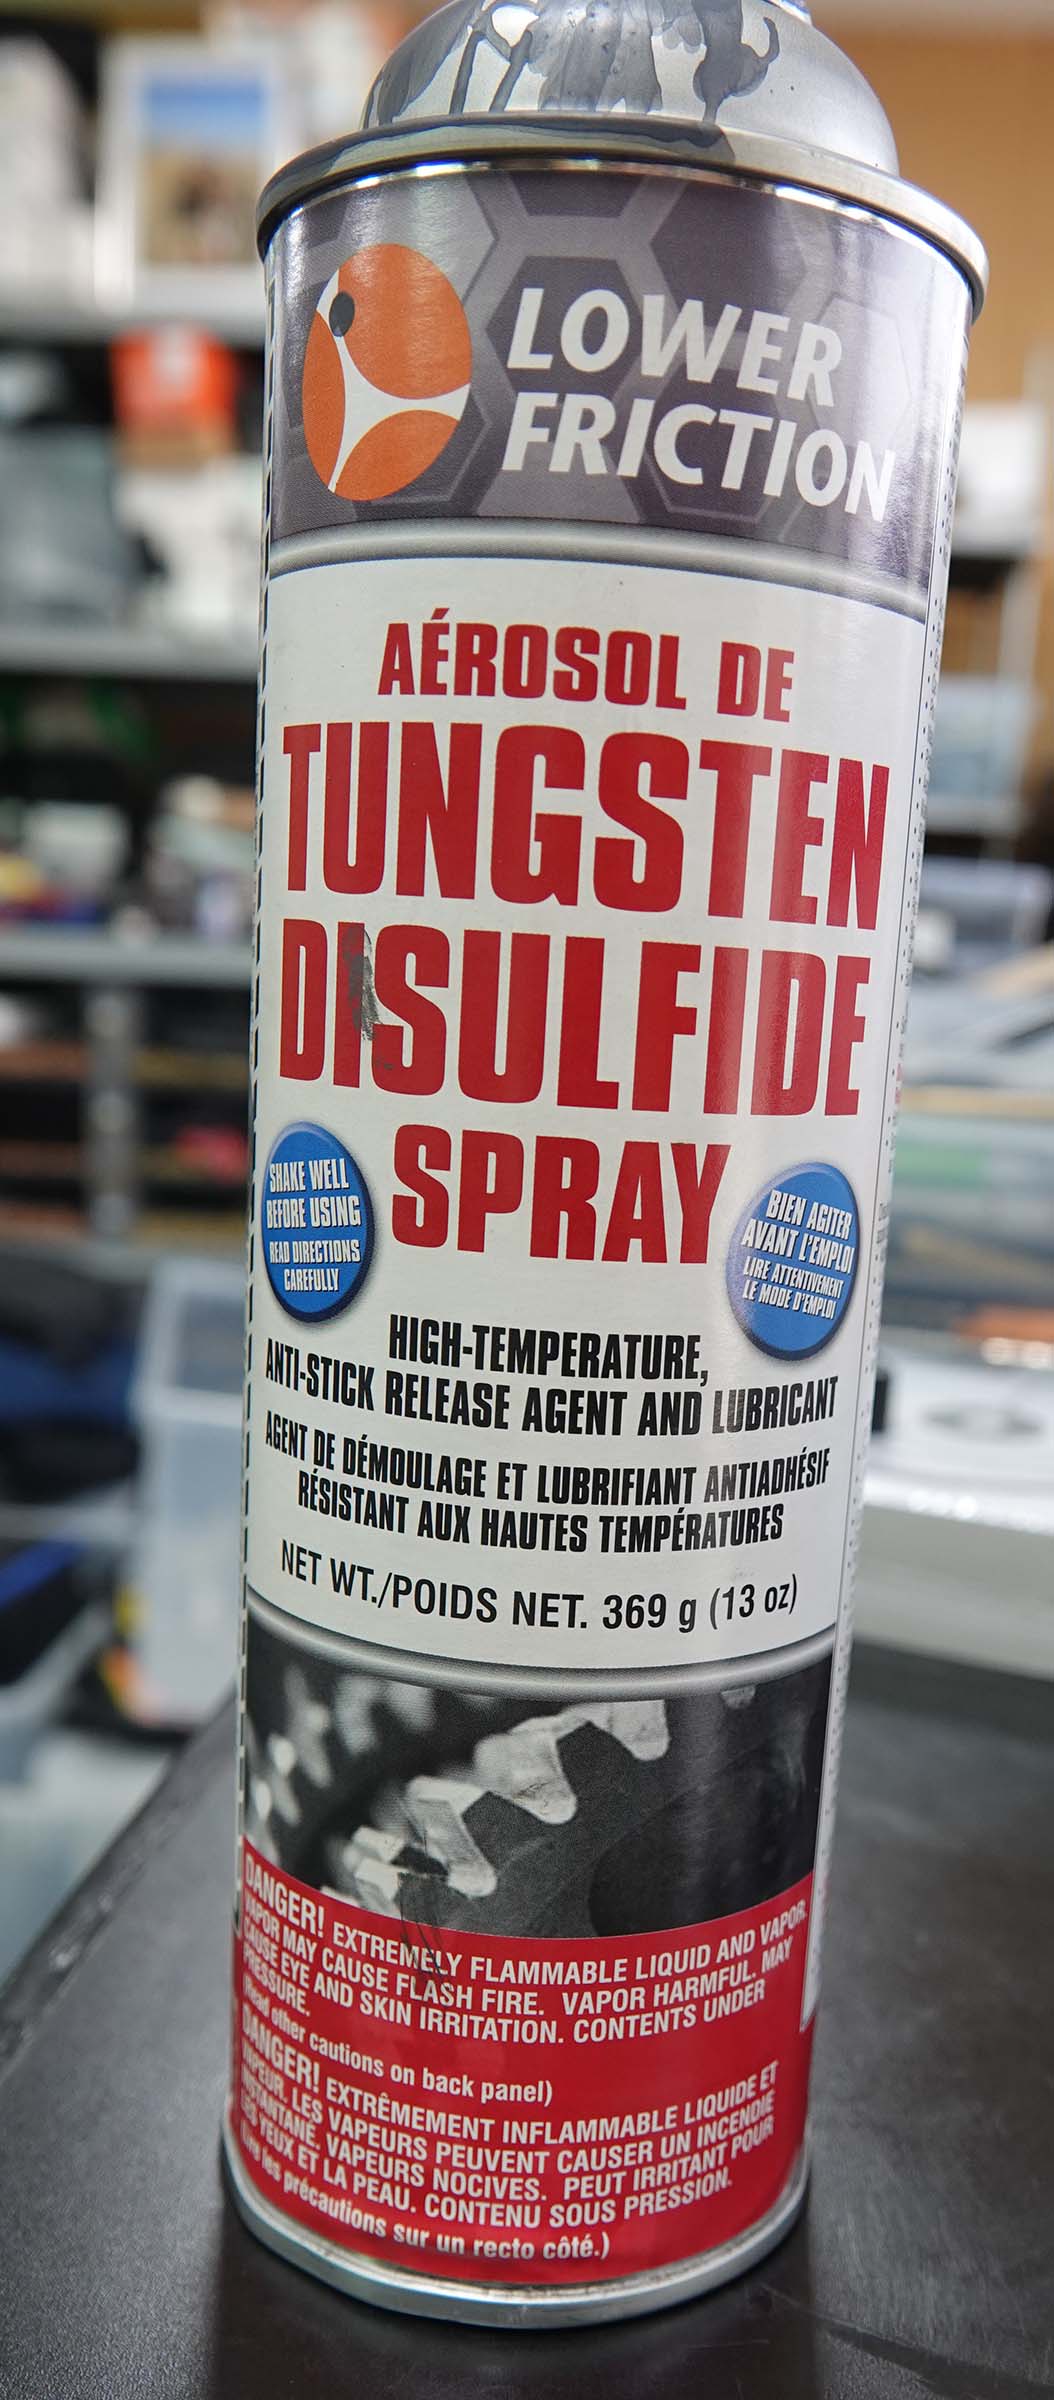 LOWER
FRICTION
AÉROSOL DE
TUNGSTEN
DISULFIDE
SPRAY
SHAKE WELL
BEFORE USING
READ DIRECTIONS
CAREFULLY
BIEN AGITER
AVANT L'EMPLOI
LIRE ATTENTIVEMENT
LE MODE D'EMPLOI
HIGH-TEMPERATURE,
ANTI-STICK RELEASE AGENT AND LUBRICANT
AGENT DE DÉMOULAGE ET LUBRIFIANT ANTIADHÉSIF
RÉSISTANT AUX HAUTES TEMPÉRATURES
NET WT./POIDS NET. 369 g (13 oz)
DANGER! EXTREMELY FLAMMABLE LIQUID AND VAPOR.
VAPOR MAY CAUSE FLASH FIRE. VAPOR HARMFUL. MAY
CAUSE EYE AND SKIN IRRITATION. CONTENTS UNDER
PRESSURE.
(Read other cautions on back panel)
DANGER! EXTRÊMEMENT INFLAMMABLE LIQUIDE ET
VAPEUR. LES VAPEURS PEUVENT CAUSER UN INCENDIE
INSTANTANÉ. VAPEURS NOCIVES. PEUT IRRITANT POUR
LES YEUX ET LA PEAU. CONTENU SOUS PRESSION.
(Lire les précautions sur un recto côté.)